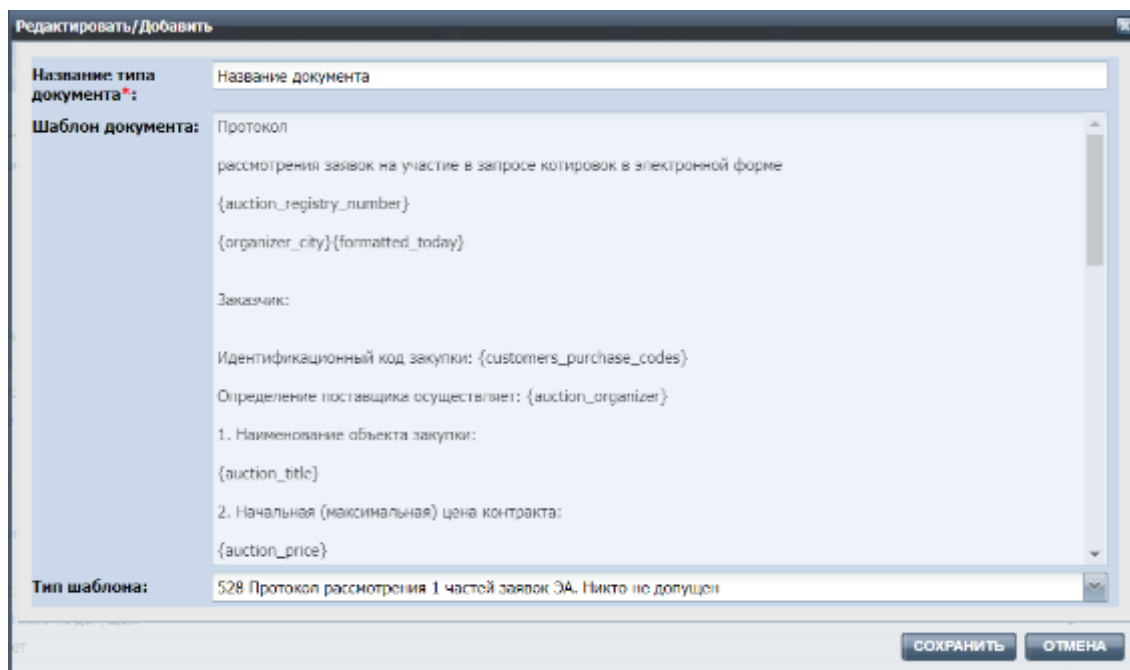 Редактировать/Добавить
Название типа
документа*:
Название документа
Шаблон документа:
Протокол
рассмотрения заявок на участие в запросе котировок в электронной форме
{auction_registry_number}
{organizer_city}{formatted_today}
Заказчик:
Идентификационный код закупки: {customers_purchase_codes}
Определение поставщика осуществляет: {auction_organizer}
1. Наименование объекта закупки:
{auction_title}
2. Начальная (максимальная) цена контракта:
{auction_price}
Тип шаблона:
528 Протокол рассмотрения 1 частей заявок ЭА. Никто не допущен
СОХРАНИТЬ
ОТМЕНА